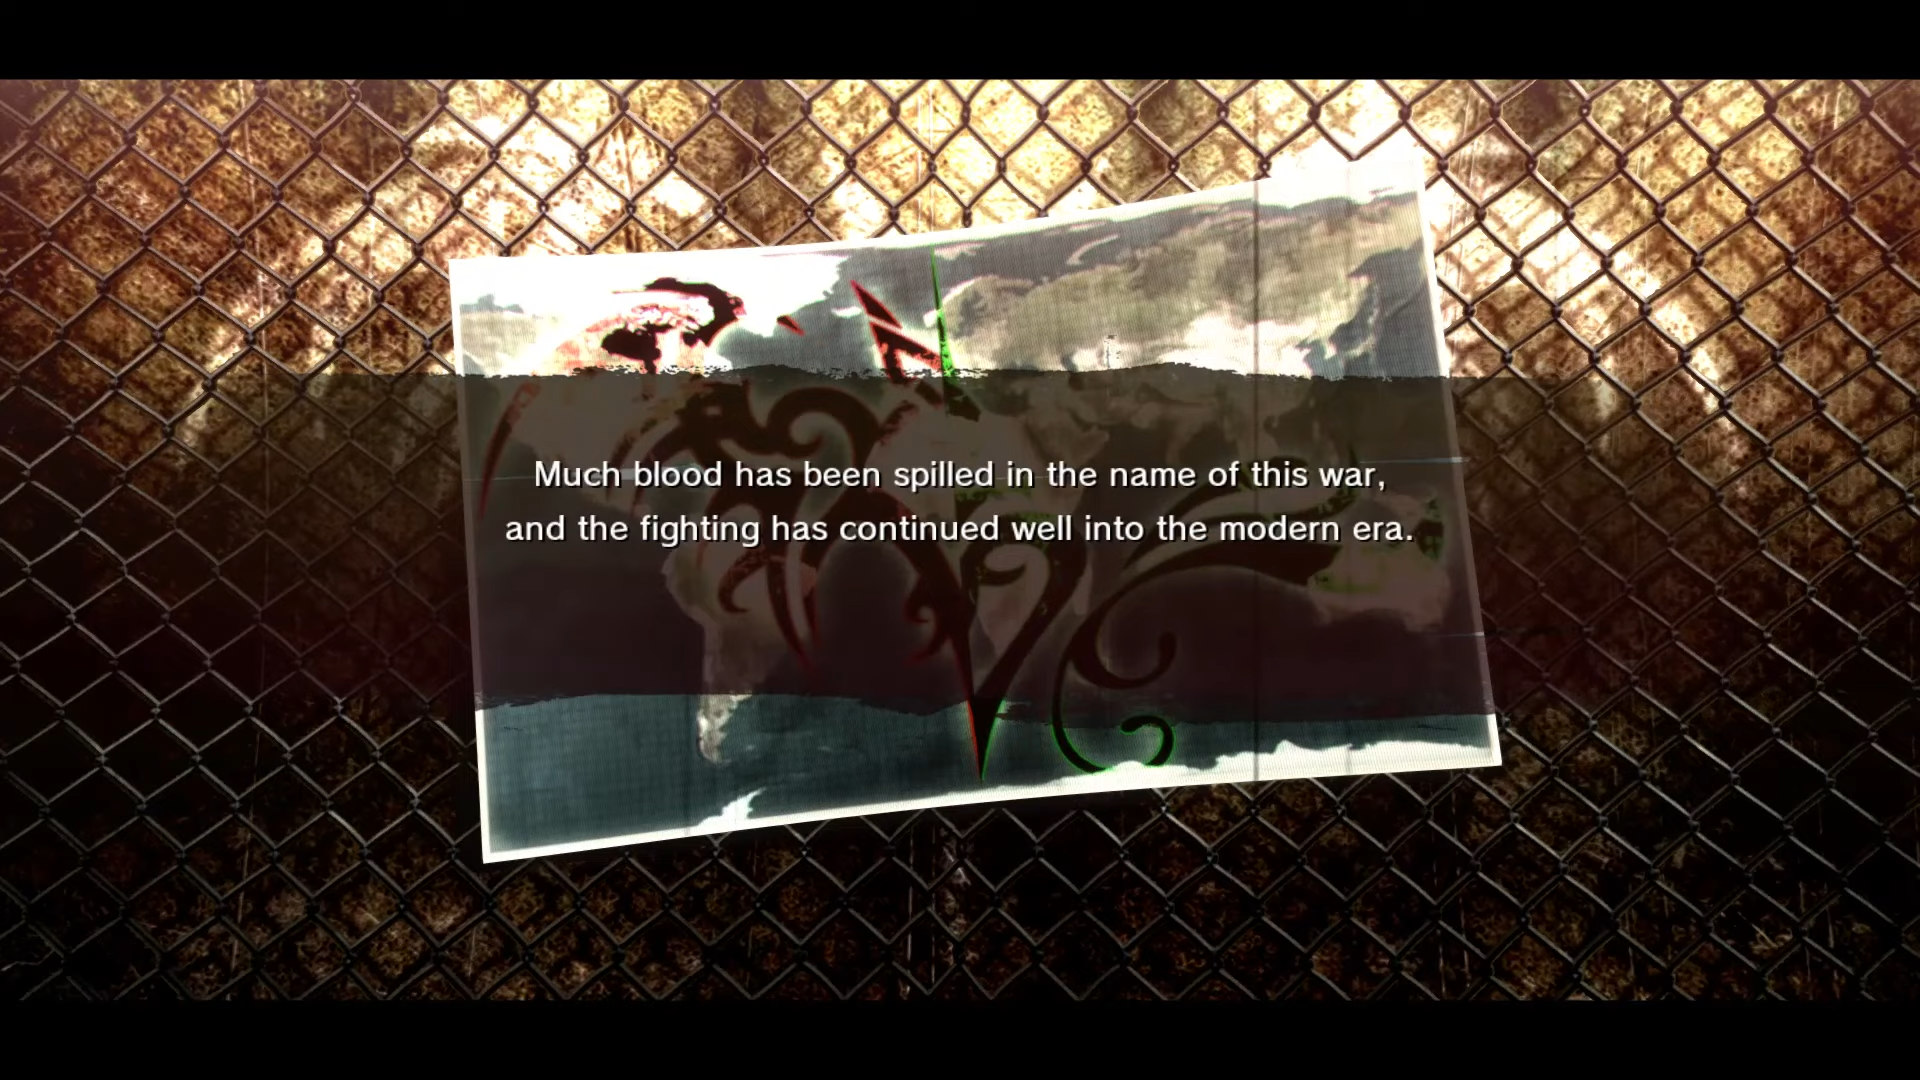 Much blood has been spilled in the name of this war,
and the fighting has continued well into the modern era.